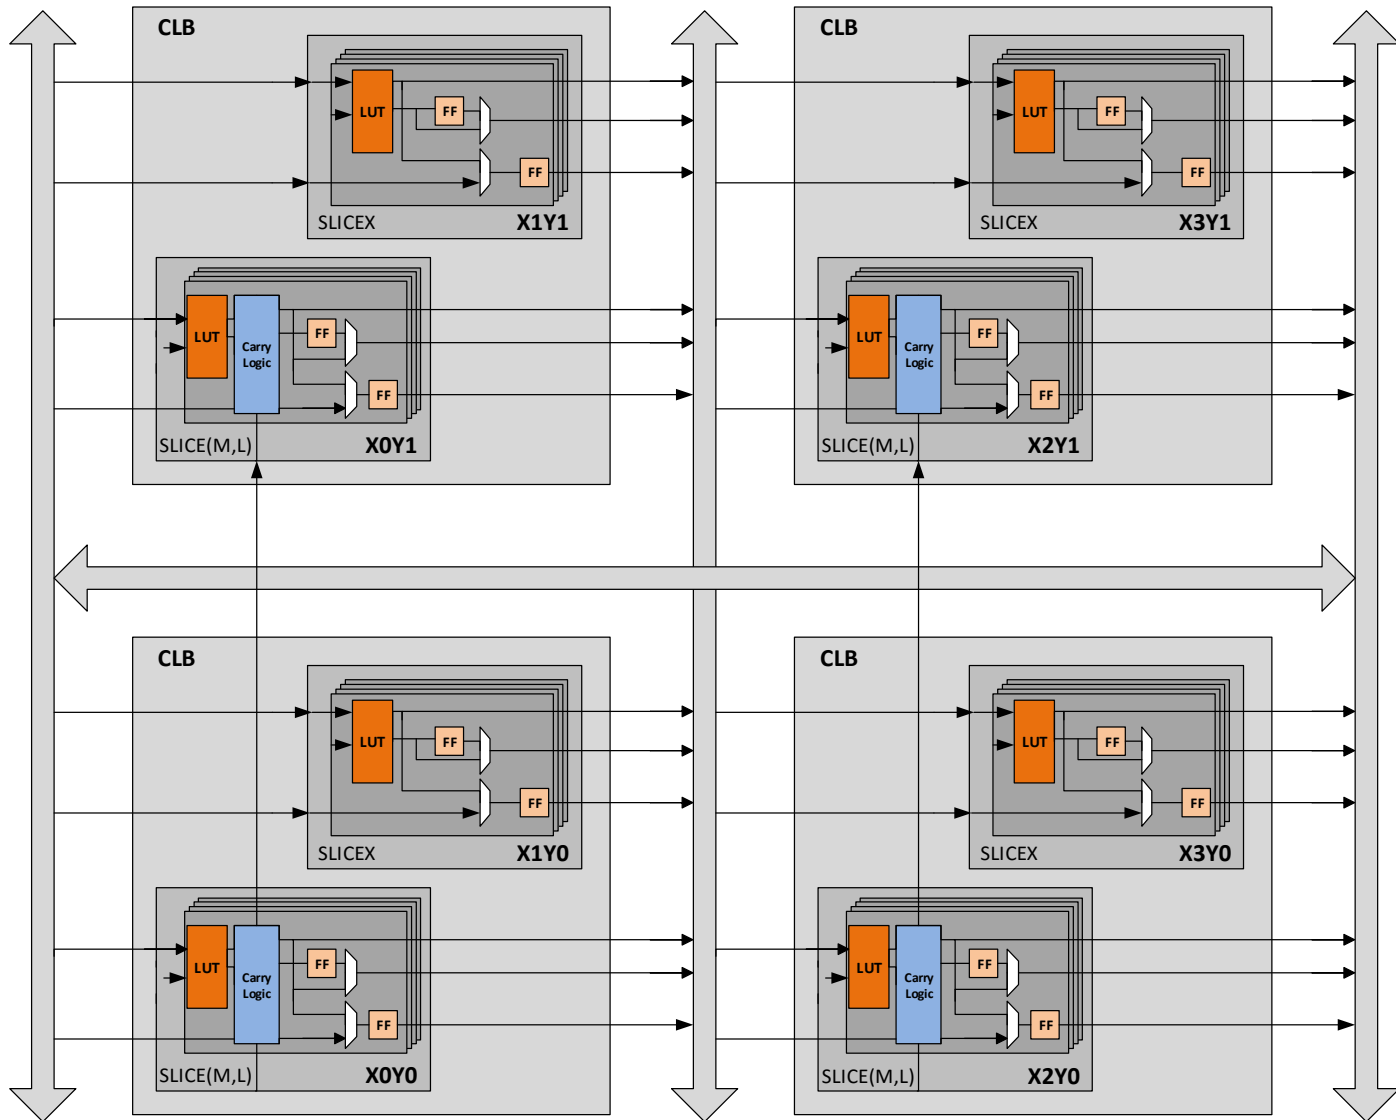 CLB
LUT
FF
FF
SLICEX
X1Y1
LUT
Carry
Logic
FF
FF
SLICE(M,L)
X0Y1
CLB
LUT
FF
FF
SLICEX
X3Y1
LUT
Carry
Logic
FF
FF
SLICE(M,L)
X2Y1
CLB
LUT
FF
FF
SLICEX
X1Y0
LUT
Carry
Logic
FF
FF
SLICE(M,L)
X0Y0
CLB
LUT
FF
FF
SLICEX
X3Y0
LUT
Carry
Logic
FF
FF
SLICE(M,L)
X2Y0